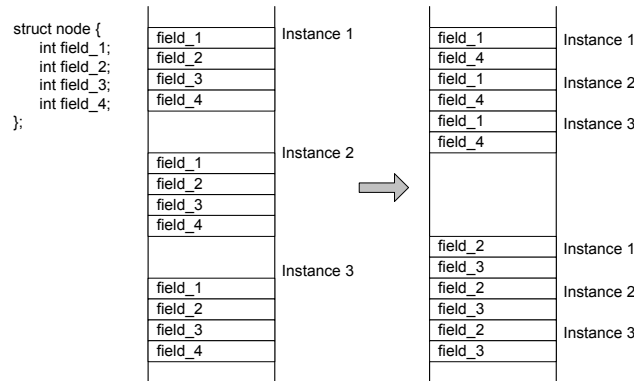 struct node {
int field_1;
int field_2;
int field_3;
int field_4;
};
field_1 Instance 1
field_2
field_3
field_4
Instance 2
field_1
field_2
field_3
field_4
Instance 3
field_1
field_2
field_3
field_4
field_1 Instance 1
field_4
field_1 Instance 2
field_4
field_1 Instance 3
field_4
field_2 Instance 1
field_3
field_2 Instance 2
field_3
field_2 Instance 3
field_3